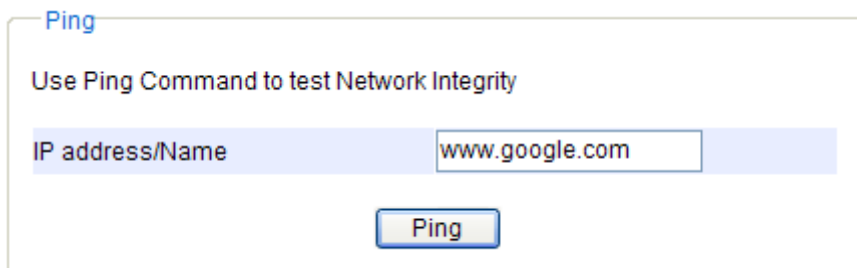 Ping
Use Ping Command to test Network Integrity
IP address/Name www.google.com
Ping